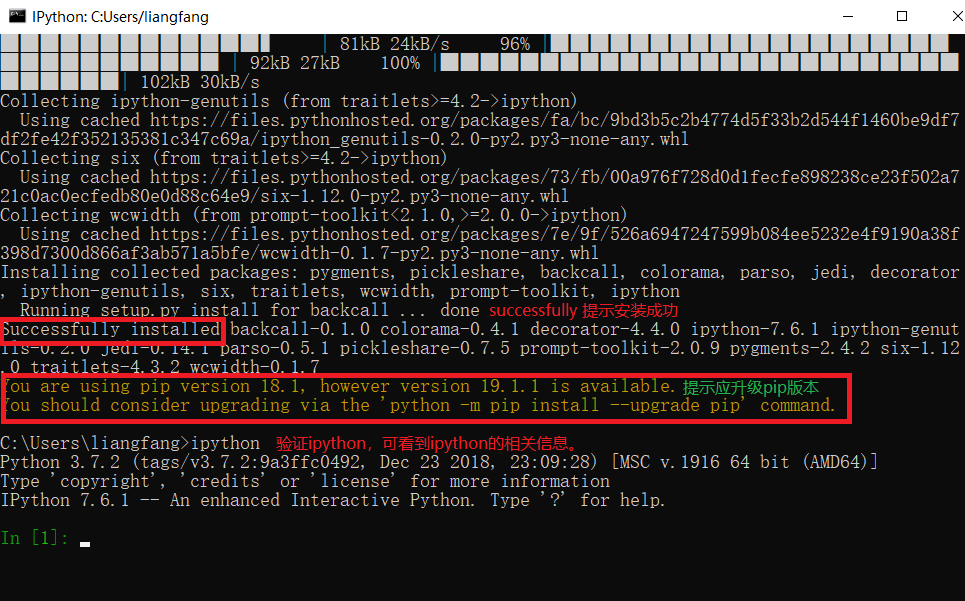 IPython: C:Users/liangfang
| 81kB 24kB/s 96% |
| 92kB 27kB 100% |
| 102kB 30kB/s
Collecting ipython-genutils (from traitlets>=4.2->ipython)
Using cached https://files.pythonhosted.org/packages/fa/bc/9bd3b5c2b4774d5f33b2d544f1460be9df7
df2fe42f352135381c347c69a/ipython_genutils-0.2.0-py2.py3-none-any.whl
Collecting six (from traitlets>=4.2->ipython)
Using cached https://files.pythonhosted.org/packages/73/fb/00a976f728d0d1fecfe898238ce23f502a7
21c0ac0ecfedb80e0d88c64e9/six-1.12.0-py2.py3-none-any.whl
Collecting wcwidth (from prompt-toolkit<2.1.0,>=2.0.0->ipython)
Using cached https://files.pythonhosted.org/packages/7e/9f/526a6947247599b084ee5232e4f9190a38f
398d7300d866af3ab571a5bfe/wcwidth-0.1.7-py2.py3-none-any.whl
Installing collected packages: pygments, pickleshare, backcall, colorama, parso, jedi, decorator
, ipython-genutils, six, traitlets, wcwidth, prompt-toolkit, ipython
Running setup.py install for backcall ... done successfully 提示安装成功
Successfully installed backcall-0.1.0 colorama-0.4.1 decorator-4.4.0 ipython-7.6.1 ipython-genut
ils-0.2.0 jedi-0.14.1 parso-0.5.1 pickleshare-0.7.5 prompt-toolkit-2.0.9 pygments-2.4.2 six-1.12
.0 traitlets-4.3.2 wcwidth-0.1.7
You are using pip version 18.1, however version 19.1.1 is available. 提示应升级pip版本
You should consider upgrading via the 'python -m pip install --upgrade pip' command.
C:\Users\liangfang>ipython 验证ipython，可看到ipython的相关信息。
Python 3.7.2 (tags/v3.7.2:9a3ffc0492, Dec 23 2018, 23:09:28) [MSC v.1916 64 bit (AMD64)]
Type 'copyright', 'credits' or 'license' for more information
IPython 7.6.1 -- An enhanced Interactive Python. Type '?' for help.
In [1]: